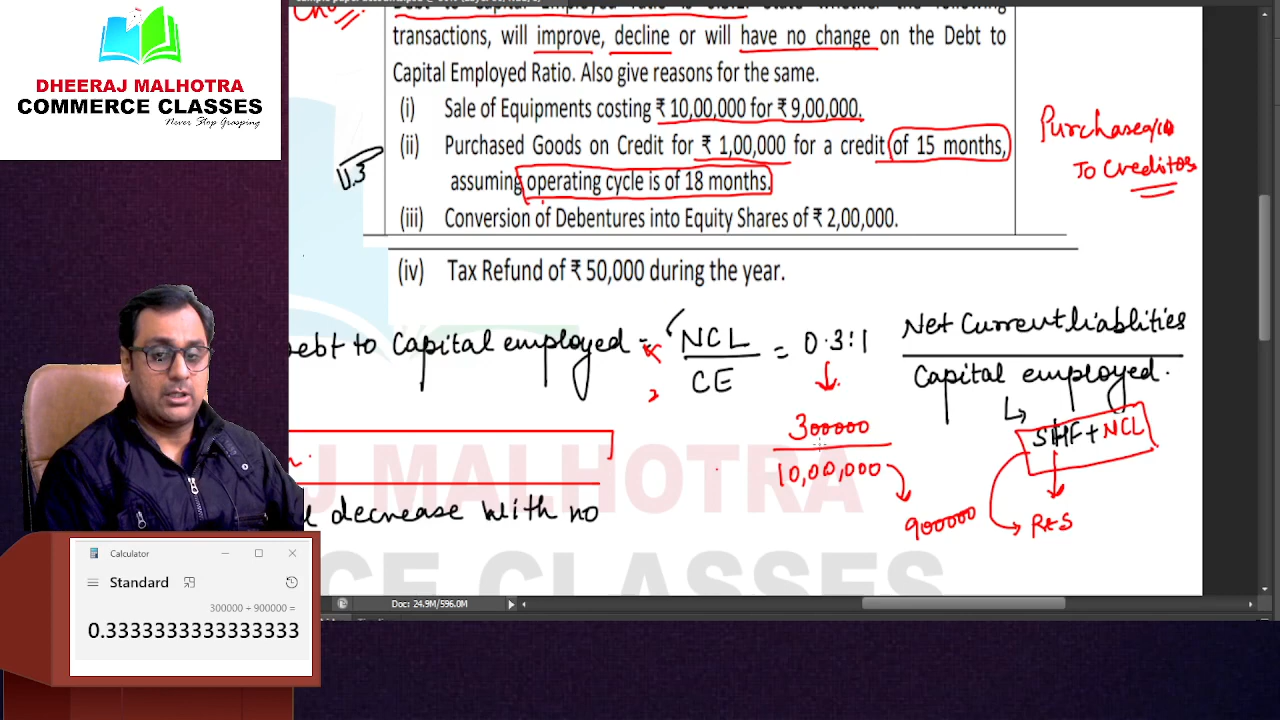 DHEERAJ MALHOTRA
COMMERCE CLASSES
Never Stop Grasping
transactions, will improve, decline or will have no change on the Debt to
Capital Employed Ratio. Also give reasons for the same.
(i) Sale of Equipments costing ₹ 10,00,000 for ₹ 9,00,000.
(ii) Purchased Goods on Credit for ₹ 1,00,000 for a credit of 15 months,
assuming operating cycle is of 18 months.
(iii) Conversion of Debentures into Equity Shares of ₹ 2,00,000.
(iv) Tax Refund of ₹ 50,000 during the year.
Purchase a/c
To Creditors
ebt to Capital employed = NCL / CE = 0.3:1
Net Current liablities
Capital employed.
SHF + NCL
300000
10,00,000
900000
R&S
decrease with no
J MALHOTRA
CE CLASSES
Calculator
Standard
300000 ÷ 900000 =
0.3333333333333333
Doc: 24.9M/596.0M